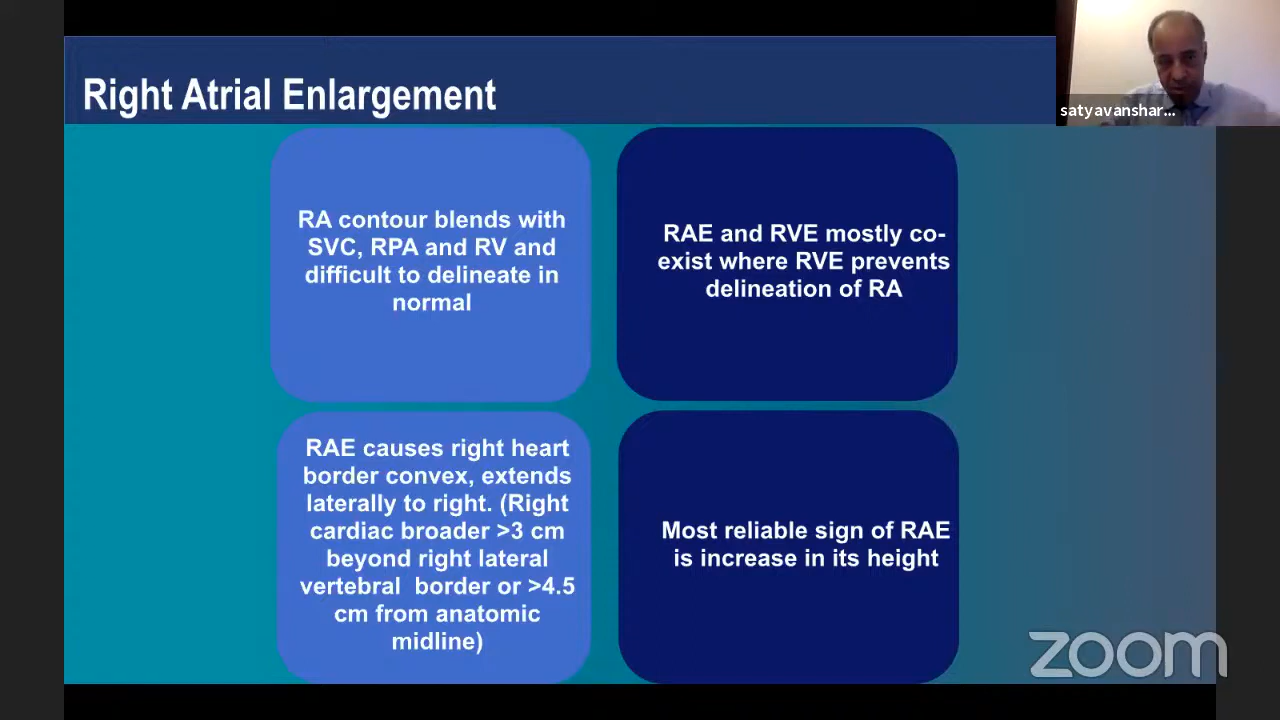 Right Atrial Enlargement
satyavanshar...
RA contour blends with
SVC, RPA and RV and
difficult to delineate in
normal
RAE and RVE mostly co-
exist where RVE prevents
delineation of RA
RAE causes right heart
border convex, extends
laterally to right. (Right
cardiac broader >3 cm
beyond right lateral
vertebral border or >4.5
cm from anatomic
midline)
Most reliable sign of RAE
is increase in its height
zoom